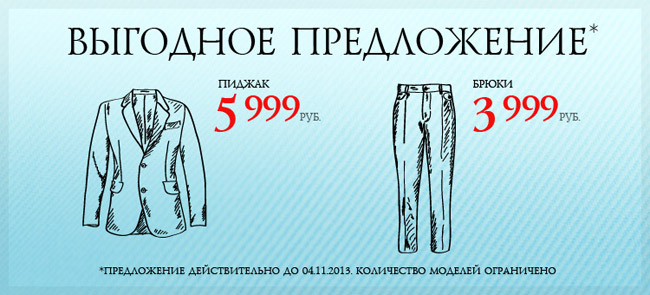 ВЫГОДНОЕ ПРЕДЛОЖЕНИЕ*
ПИДЖАК
5 999 РУБ.
БРЮКИ
3 999 РУБ.
*ПРЕДЛОЖЕНИЕ ДЕЙСТВИТЕЛЬНО ДО 04.11.2013. КОЛИЧЕСТВО МОДЕЛЕЙ ОГРАНИЧЕНО